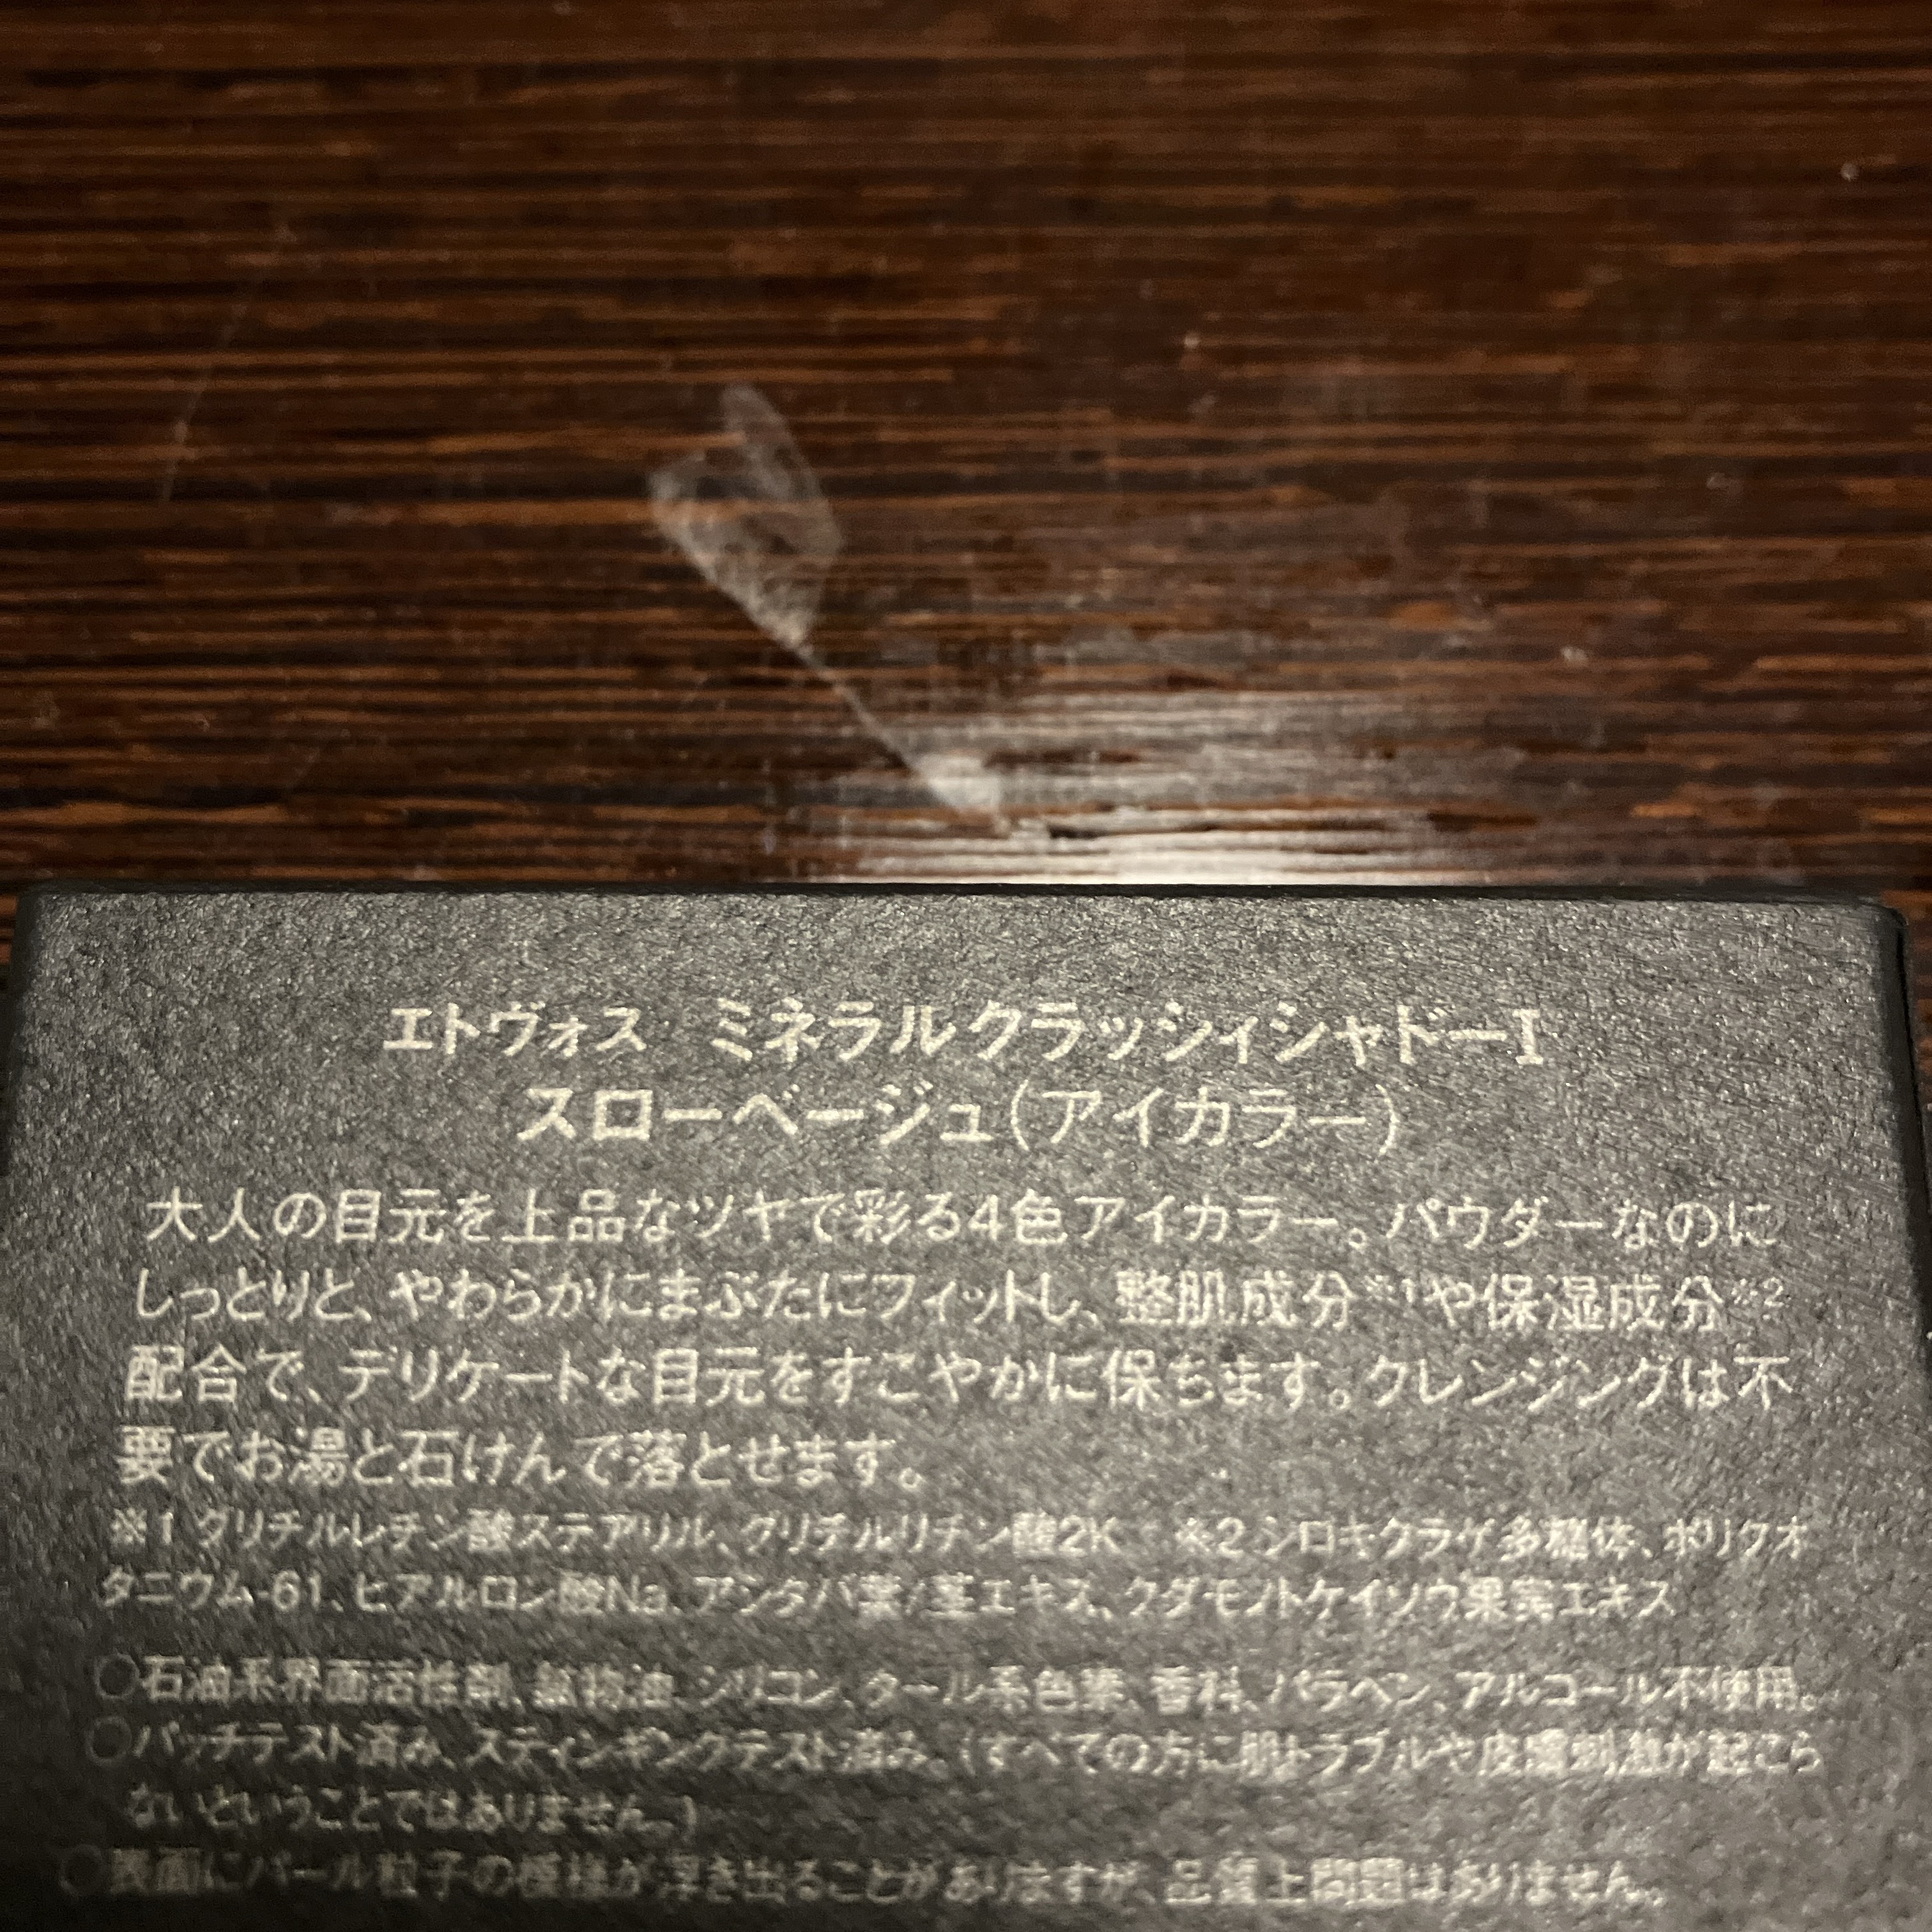 エトヴォス ミネラルクラッシィシャドーI
スローベージュ(アイカラー)
大人の目元を上品なツヤで彩る4色アイカラー。パウダーなのに
しっとりと、やわらかにまぶたにフィットし、整肌成分※1や保湿成分※2
配合で、デリケートな目元をすこやかに保ちます。クレンジングは不
要でお湯と石けんで落とせます。
※1 グリチルレチン酸ステアリル、グリチルリチン酸2K ※2 シロキクラゲ多糖体、ポリクオ
タニウム-61、ヒアルロン酸Na、アシタバ葉/茎エキス、クダモノトケイソウ果実エキス
○石油系界面活性剤、鉱物油、シリコン、タール系色素、香料、パラベン、アルコール不使用。
○パッチテスト済み、スティンギングテスト済み。(すべての方に肌トラブルや皮膚刺激が起こら
ないということではありません。)
○表面にパール粒子の模様が浮き出ることがありますが、品質上問題はありません。